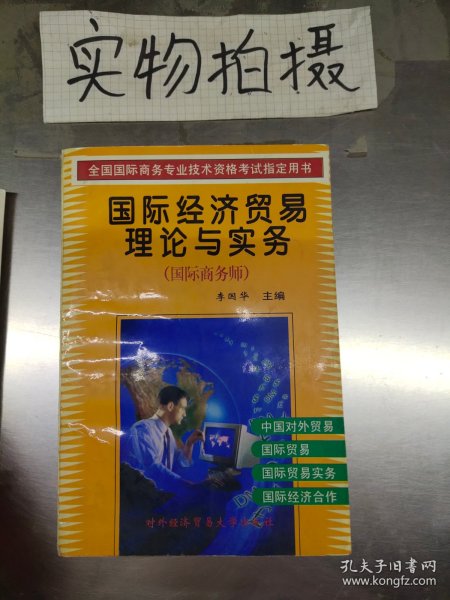 实物拍摄
全国国际商务专业技术资格考试指定用书
国际经济贸易
理论与实务
(国际商务师)
李国华 主编
中国对外贸易
国际贸易
国际贸易实务
国际经济合作
对外经济贸易大学出版社
孔夫子旧书网
www.kongfz.com